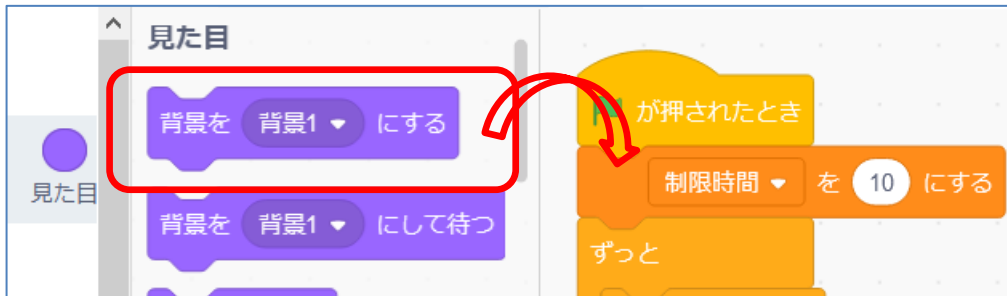 見た目
背景を 背景1 にする
見た目
背景を 背景1 にして待つ
が押されたとき
制限時間 を 10 にする
ずっと